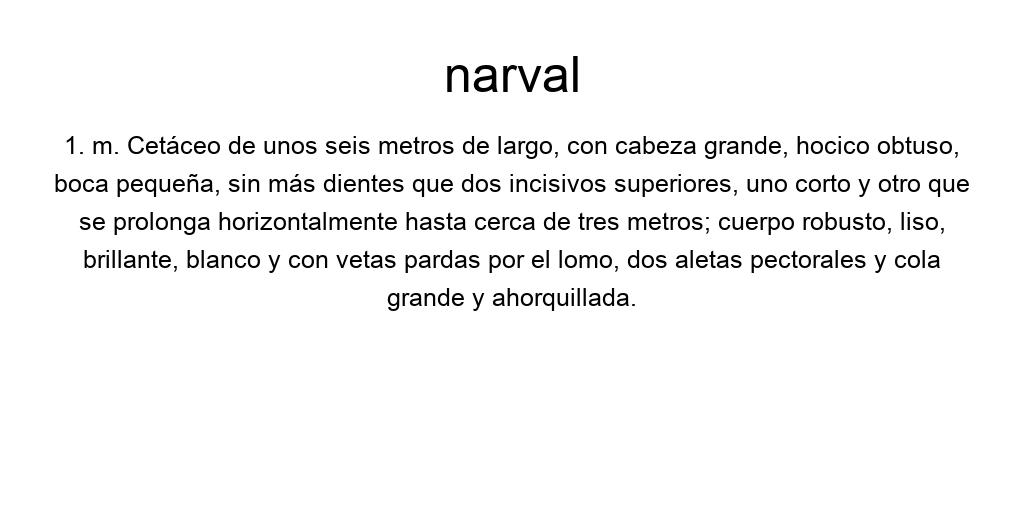 narval
1. m. Cetáceo de unos seis metros de largo, con cabeza grande, hocico obtuso,
boca pequeña, sin más dientes que dos incisivos superiores, uno corto y otro que
se prolonga horizontalmente hasta cerca de tres metros; cuerpo robusto, liso,
brillante, blanco y con vetas pardas por el lomo, dos aletas pectorales y cola
grande y ahorquillada.